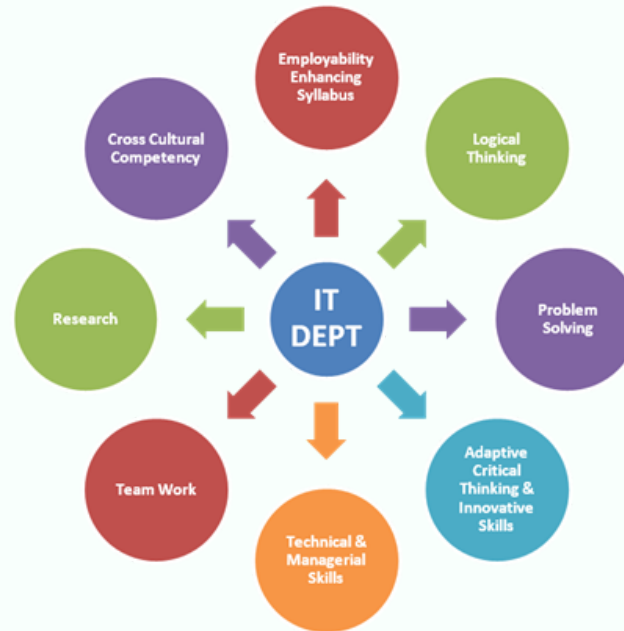 Employability
Enhancing
Syllabus
Cross Cultural
Competency
Logical
Thinking
Research
IT
DEPT
Problem
Solving
Team Work
Adaptive
Critical
Thinking &
Innovative
Skills
Technical &
Managerial
Skills